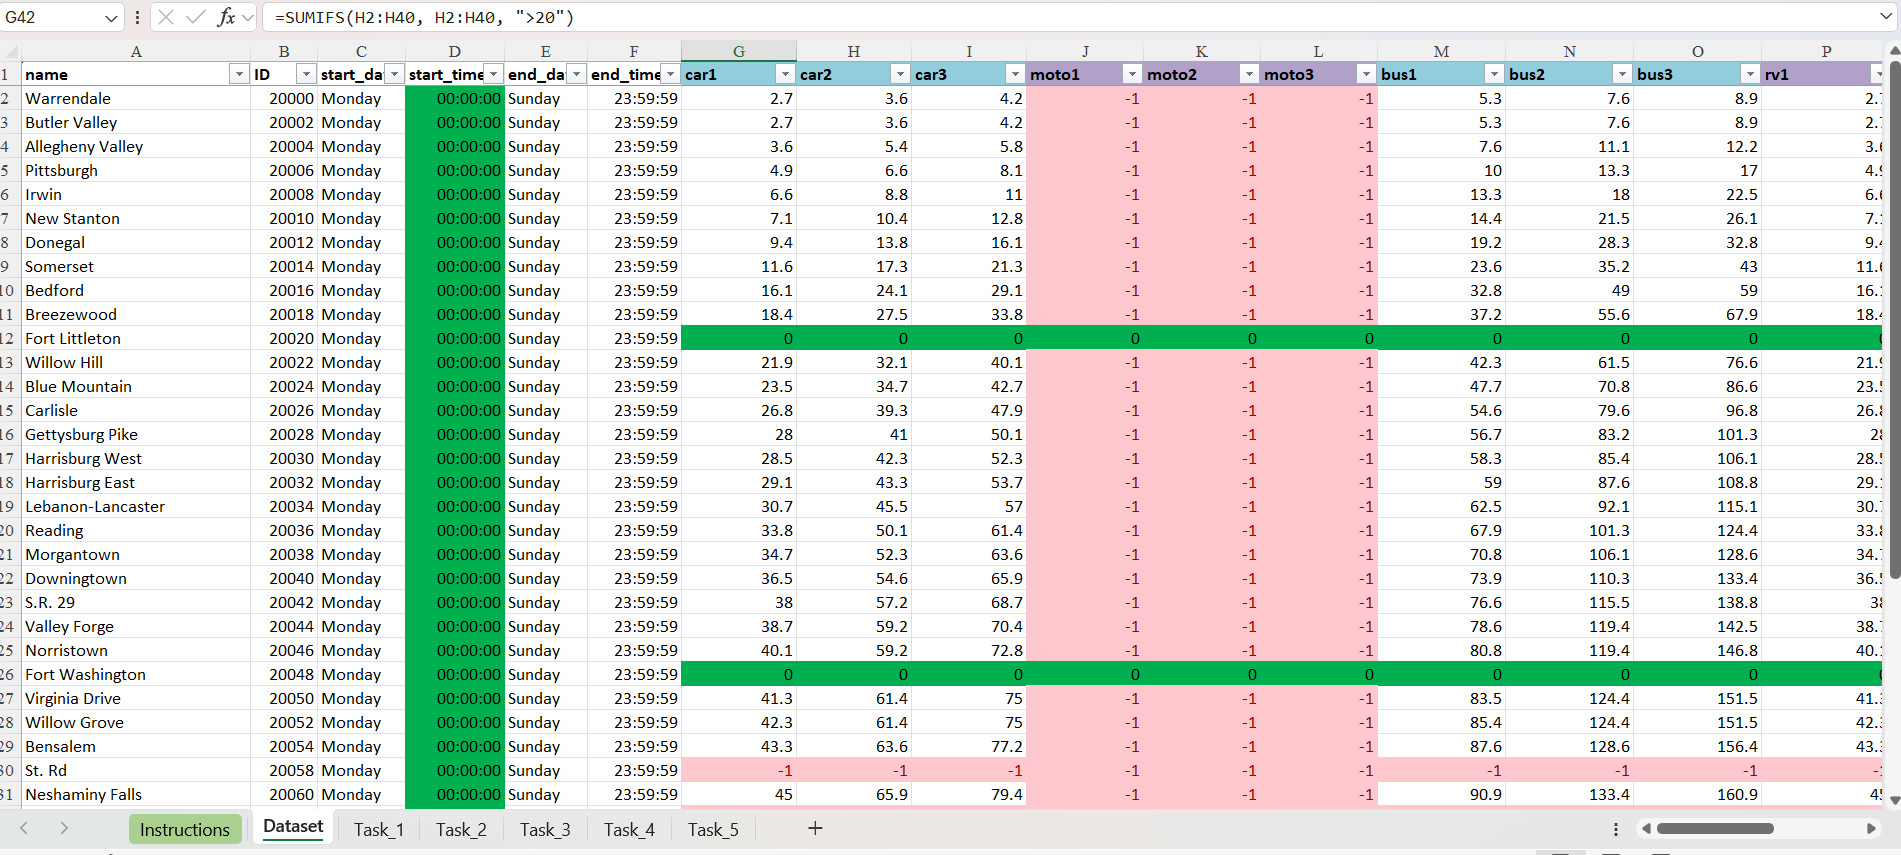 G42
fx
=SUMIFS(H2:H40, H2:H40, ">20")
A B C D E F G H I J K L M N O P
1 name ID start_da start_time end_da end_time car1 car2 car3 moto1 moto2 moto3 bus1 bus2 bus3 rv1
2 Warrendale 20000 Monday 00:00:00 Sunday 23:59:59 2.7 3.6 4.2 -1 -1 -1 5.3 7.6 8.9 2.
3 Butler Valley 20002 Monday 00:00:00 Sunday 23:59:59 2.7 3.6 4.2 -1 -1 -1 5.3 7.6 8.9 2.
4 Allegheny Valley 20004 Monday 00:00:00 Sunday 23:59:59 3.6 5.4 5.8 -1 -1 -1 7.6 11.1 12.2 3.
5 Pittsburgh 20006 Monday 00:00:00 Sunday 23:59:59 4.9 6.6 8.1 -1 -1 -1 10 13.3 17 4.
6 Irwin 20008 Monday 00:00:00 Sunday 23:59:59 6.6 8.8 11 -1 -1 -1 13.3 18 22.5 6.
7 New Stanton 20010 Monday 00:00:00 Sunday 23:59:59 7.1 10.4 12.8 -1 -1 -1 14.4 21.5 26.1 7.
8 Donegal 20012 Monday 00:00:00 Sunday 23:59:59 9.4 13.8 16.1 -1 -1 -1 19.2 28.3 32.8 9.
9 Somerset 20014 Monday 00:00:00 Sunday 23:59:59 11.6 17.3 21.3 -1 -1 -1 23.6 35.2 43 11.
10 Bedford 20016 Monday 00:00:00 Sunday 23:59:59 16.1 24.1 29.1 -1 -1 -1 32.8 49 59 16.
11 Breezewood 20018 Monday 00:00:00 Sunday 23:59:59 18.4 27.5 33.8 -1 -1 -1 37.2 55.6 67.9 18.
12 Fort Littleton 20020 Monday 00:00:00 Sunday 23:59:59 0 0 0 0 0 0 0 0 0
13 Willow Hill 20022 Monday 00:00:00 Sunday 23:59:59 21.9 32.1 40.1 -1 -1 -1 42.3 61.5 76.6 21.
14 Blue Mountain 20024 Monday 00:00:00 Sunday 23:59:59 23.5 34.7 42.7 -1 -1 -1 47.7 70.8 86.6 23.
15 Carlisle 20026 Monday 00:00:00 Sunday 23:59:59 26.8 39.3 47.9 -1 -1 -1 54.6 79.6 96.8 26.
16 Gettysburg Pike 20028 Monday 00:00:00 Sunday 23:59:59 28 41 50.1 -1 -1 -1 56.7 83.2 101.3 2
17 Harrisburg West 20030 Monday 00:00:00 Sunday 23:59:59 28.5 42.3 52.3 -1 -1 -1 58.3 85.4 106.1 28.
18 Harrisburg East 20032 Monday 00:00:00 Sunday 23:59:59 29.1 43.3 53.7 -1 -1 -1 59 87.6 108.8 29.
19 Lebanon-Lancaster 20034 Monday 00:00:00 Sunday 23:59:59 30.7 45.5 57 -1 -1 -1 62.5 92.1 115.1 30.
20 Reading 20036 Monday 00:00:00 Sunday 23:59:59 33.8 50.1 61.4 -1 -1 -1 67.9 101.3 124.4 33.
21 Morgantown 20038 Monday 00:00:00 Sunday 23:59:59 34.7 52.3 63.6 -1 -1 -1 70.8 106.1 128.6 34.
22 Downingtown 20040 Monday 00:00:00 Sunday 23:59:59 36.5 54.6 65.9 -1 -1 -1 73.9 110.3 133.4 36.
23 S.R. 29 20042 Monday 00:00:00 Sunday 23:59:59 38 57.2 68.7 -1 -1 -1 76.6 115.5 138.8 3
24 Valley Forge 20044 Monday 00:00:00 Sunday 23:59:59 38.7 59.2 70.4 -1 -1 -1 78.6 119.4 142.5 38.
25 Norristown 20046 Monday 00:00:00 Sunday 23:59:59 40.1 59.2 72.8 -1 -1 -1 80.8 119.4 146.8 40.
26 Fort Washington 20048 Monday 00:00:00 Sunday 23:59:59 0 0 0 0 0 0 0 0 0
27 Virginia Drive 20050 Monday 00:00:00 Sunday 23:59:59 41.3 61.4 75 -1 -1 -1 83.5 124.4 151.5 41.
28 Willow Grove 20052 Monday 00:00:00 Sunday 23:59:59 42.3 61.4 75 -1 -1 -1 85.4 124.4 151.5 42.
29 Bensalem 20054 Monday 00:00:00 Sunday 23:59:59 43.3 63.6 77.2 -1 -1 -1 87.6 128.6 156.4 43.
30 St. Rd 20058 Monday 00:00:00 Sunday 23:59:59 -1 -1 -1 -1 -1 -1 -1 -1 -1
31 Neshaminy Falls 20060 Monday 00:00:00 Sunday 23:59:59 45 65.9 79.4 -1 -1 -1 90.9 133.4 160.9 4
Instructions Dataset Task_1 Task_2 Task_3 Task_4 Task_5 +